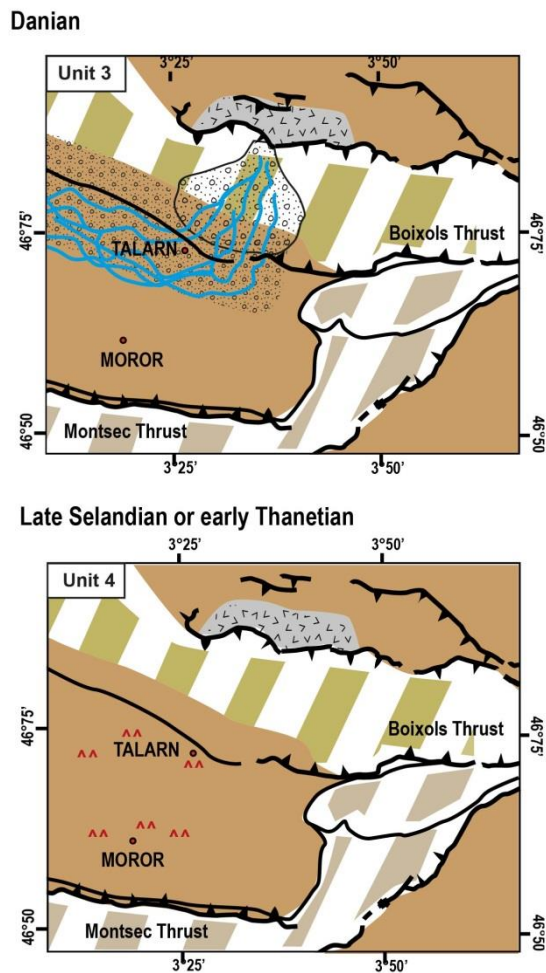 Danian
Unit 3
3°25' 3°50'
46°75' 46°75'
Boixols Thrust
TALARN
MOROR
Montsec Thrust
46°50 46°50
3°25' 3°50'
Late Selandian or early Thanetian
3°25' 3°50'
Unit 4
46°75' 46°75'
Boixols Thrust
TALARN
MOROR
Montsec Thrust
46°50 46°50
3°25' 3°50'